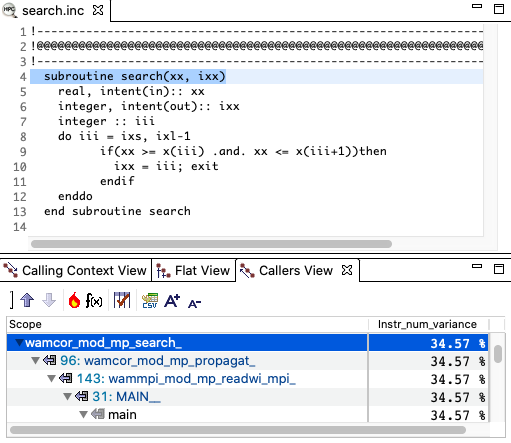 HPC search.inc
1 !----------------------------------------------------------------
2 !@@@@@@@@@@@@@@@@@@@@@@@@@@@@@@@@@@@@@@@@@@@@@@@@@@@@@@@@@@@@@@@@
3 !----------------------------------------------------------------
4 subroutine search(xx, ixx)
5 real, intent(in):: xx
6 integer, intent(out):: ixx
7 integer :: iii
8 do iii = ixs, ixl-1
9 if(xx >= x(iii) .and. xx <= x(iii+1))then
10 ixx = iii; exit
11 endif
12 enddo
13 end subroutine search
14
Calling Context View Flat View Callers View
f(x) CSV A+ A-
Scope Instr_num_variance
wamcor_mod_mp_search_ 34.57 %
96: wamcor_mod_mp_propagat_ 34.57 %
143: wammpi_mod_mp_readwi_mpi_ 34.57 %
31: MAIN__ 34.57 %
main 34.57 %